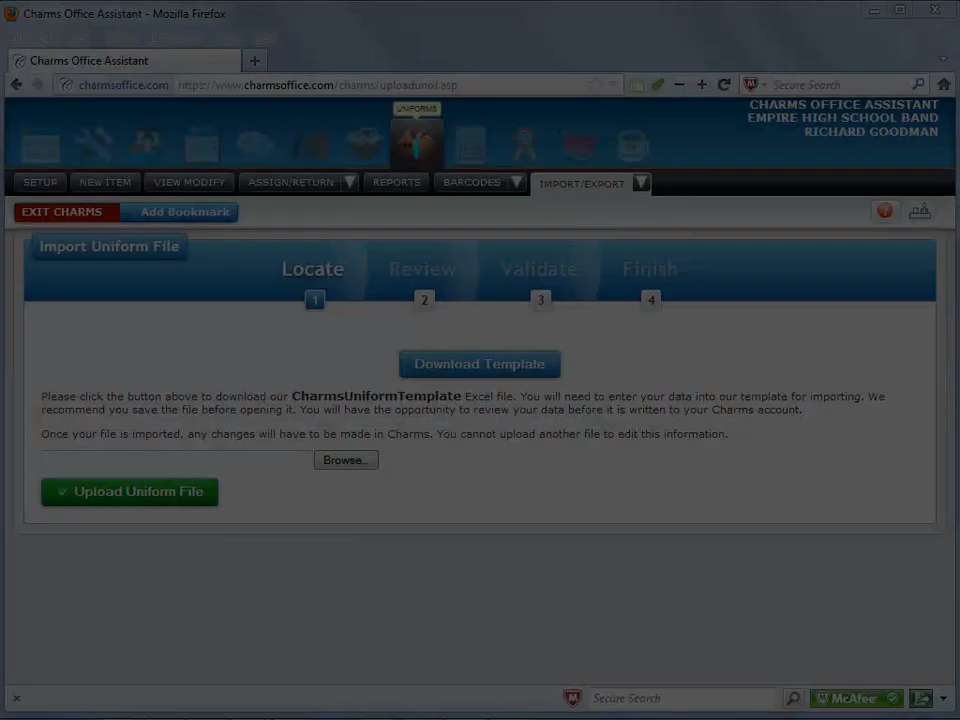 Charms Office Assistant - Mozilla Firefox
Charms Office Assistant
charmsoffice.com https://www.charmsoffice.com/charms/uploadunixl.asp
Secure Search
UNIFORMS
CHARMS OFFICE ASSISTANT
EMPIRE HIGH SCHOOL BAND
RICHARD GOODMAN
SETUP NEW ITEM VIEW MODIFY ASSIGN/RETURN REPORTS BARCODES IMPORT/EXPORT
EXIT CHARMS Add Bookmark
Import Uniform File
Locate Review Validate Finish
1 2 3 4
Download Template
Please click the button above to download our CharmsUniformTemplate Excel file. You will need to enter your data into our template for importing. We
recommend you save the file before opening it. You will have the opportunity to review your data before it is written to your Charms account.
Once your file is imported, any changes will have to be made in Charms. You cannot upload another file to edit this information.
Browse...
Upload Uniform File
Secure Search
McAfee